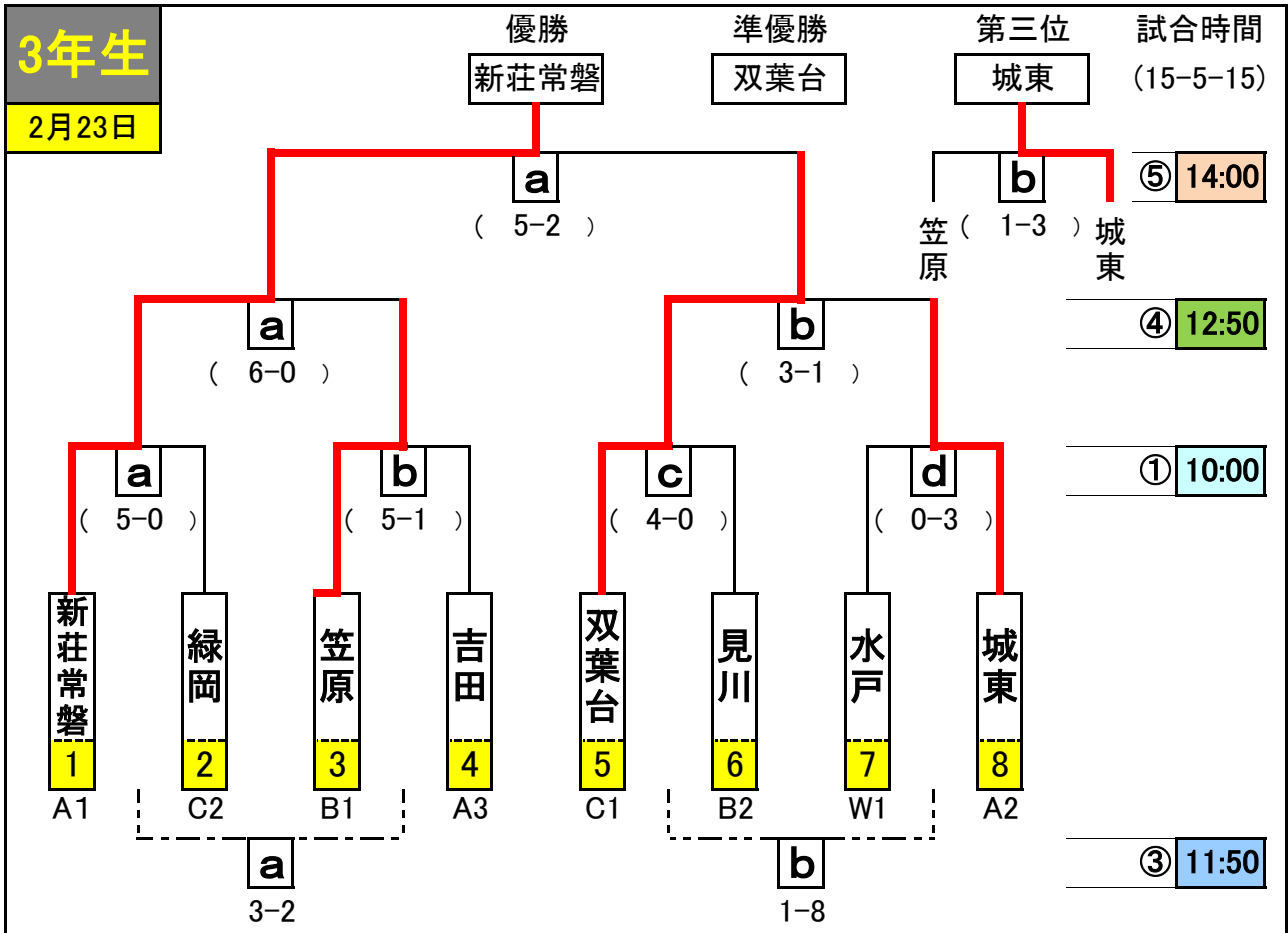 3年生
2月23日
優勝
準優勝
第三位
試合時間
新荘常磐
双葉台
城東
(15-5-15)
a
b
⑤ 14:00
( 5-2 )
笠原
( 1-3 )
城東
a
b
④ 12:50
( 6-0 )
( 3-1 )
a
b
c
d
① 10:00
( 5-0 )
( 5-1 )
( 4-0 )
( 0-3 )
新荘常磐
緑岡
笠原
吉田
双葉台
見川
水戸
城東
1
2
3
4
5
6
7
8
A1
C2
B1
A3
C1
B2
W1
A2
a
b
③ 11:50
3-2
1-8